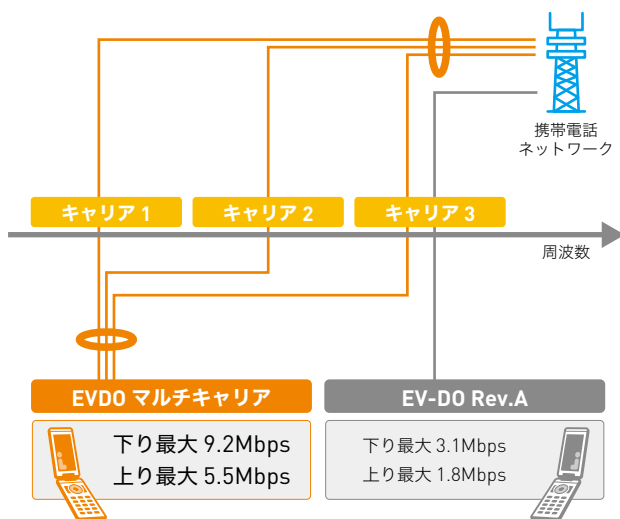 携帯電話
ネットワーク
キャリア 1
キャリア 2
キャリア 3
周波数
EVDO マルチキャリア
下り最大 9.2Mbps
上り最大 5.5Mbps
EV-DO Rev.A
下り最大 3.1Mbps
上り最大 1.8Mbps